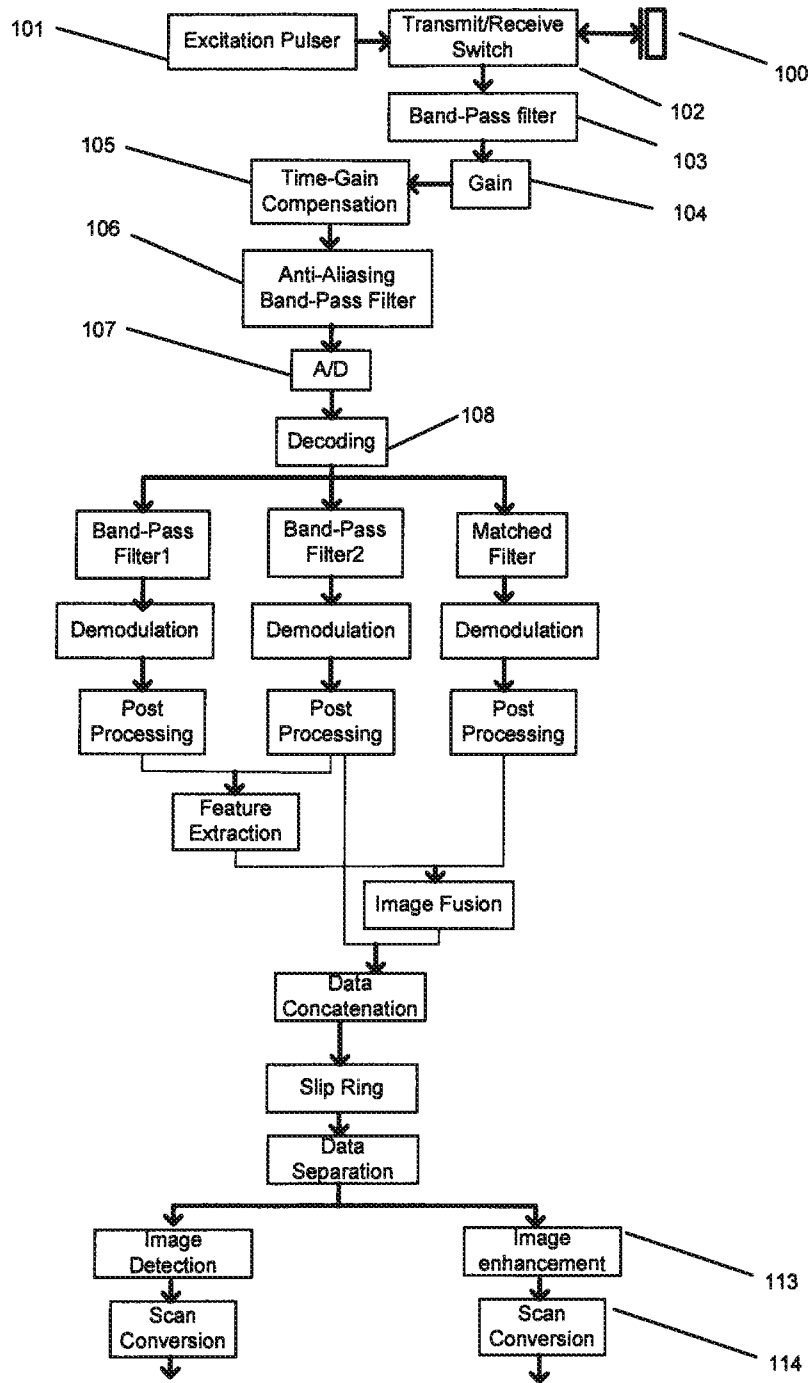 101
Excitation Pulser
Transmit/Receive
Switch
100
102
Band-Pass filter
103
105
Time-Gain
Compensation
Gain
104
106
Anti-Aliasing
Band-Pass Filter
107
A/D
108
Decoding
Band-Pass
Filter1
Band-Pass
Filter2
Matched
Filter
Demodulation
Demodulation
Demodulation
Post
Processing
Post
Processing
Post
Processing
Feature
Extraction
Image Fusion
Data
Concatenation
Slip Ring
Data
Separation
Image
Detection
Image
enhancement
113
Scan
Conversion
Scan
Conversion
114